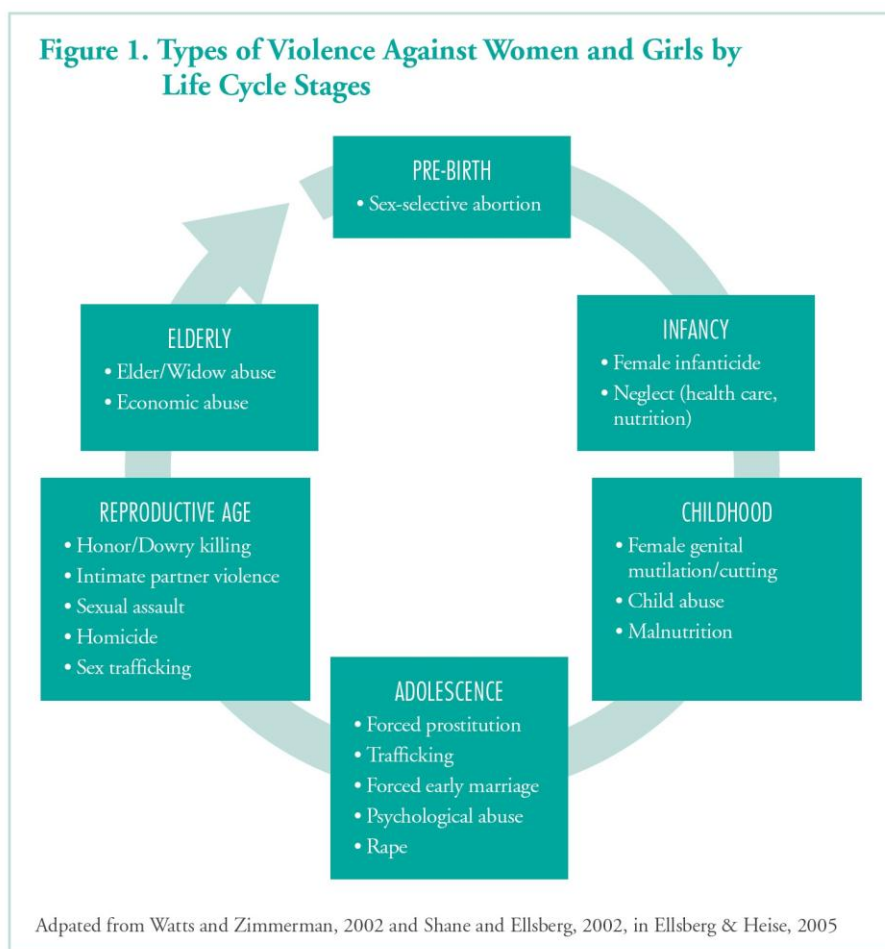 Figure 1. Types of Violence Against Women and Girls by
Life Cycle Stages
PRE-BIRTH
• Sex-selective abortion
INFANCY
• Female infanticide
• Neglect (health care,
nutrition)
CHILDHOOD
• Female genital
mutilation/cutting
• Child abuse
• Malnutrition
ADOLESCENCE
• Forced prostitution
• Trafficking
• Forced early marriage
• Psychological abuse
• Rape
REPRODUCTIVE AGE
• Honor/Dowry killing
• Intimate partner violence
• Sexual assault
• Homicide
• Sex trafficking
ELDERLY
• Elder/Widow abuse
• Economic abuse
Adpated from Watts and Zimmerman, 2002 and Shane and Ellsberg, 2002, in Ellsberg & Heise, 2005